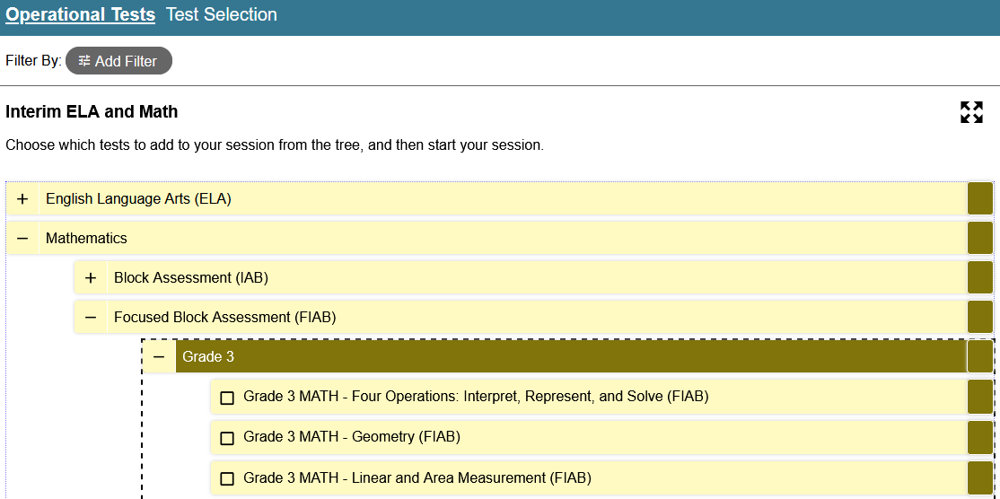 Operational Tests Test Selection
Filter By: Add Filter
Interim ELA and Math
Choose which tests to add to your session from the tree, and then start your session.
+ English Language Arts (ELA)
− Mathematics
+ Block Assessment (IAB)
− Focused Block Assessment (FIAB)
− Grade 3
Grade 3 MATH - Four Operations: Interpret, Represent, and Solve (FIAB)
Grade 3 MATH - Geometry (FIAB)
Grade 3 MATH - Linear and Area Measurement (FIAB)